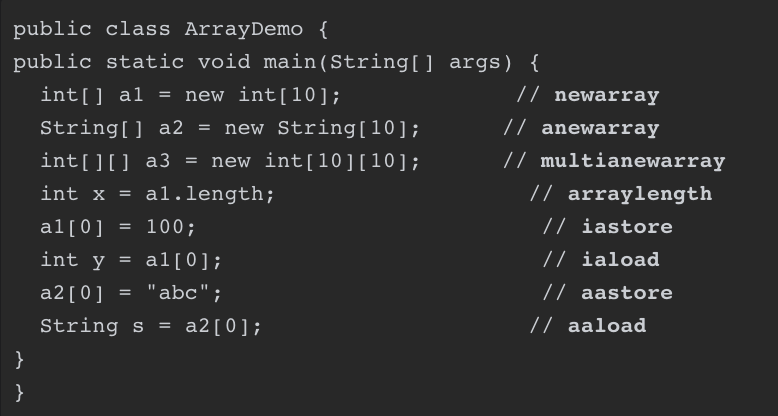 public class ArrayDemo {
public static void main(String[] args) {
int[] a1 = new int[10]; // newarray
String[] a2 = new String[10]; // anewarray
int[][] a3 = new int[10][10]; // multianewarray
int x = a1.length; // arraylength
a1[0] = 100; // iastore
int y = a1[0]; // iaload
a2[0] = "abc"; // aastore
String s = a2[0]; // aaload
}
}